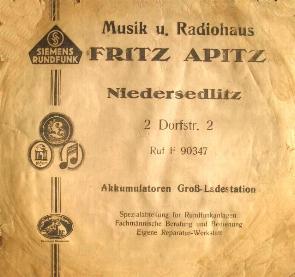 SIEMENS
RUNDFUNK
Musik u. Radiohaus
FRITZ APITZ
Niedersedlitz
2 Dorfstr. 2
Ruf F 90347
Akkumulatoren Groß-Ladestation
Spezialabteilung für Rundfunkanlagen
Fachmännische Beratung und Bedienung
Eigene Reparatur-Werkstatt